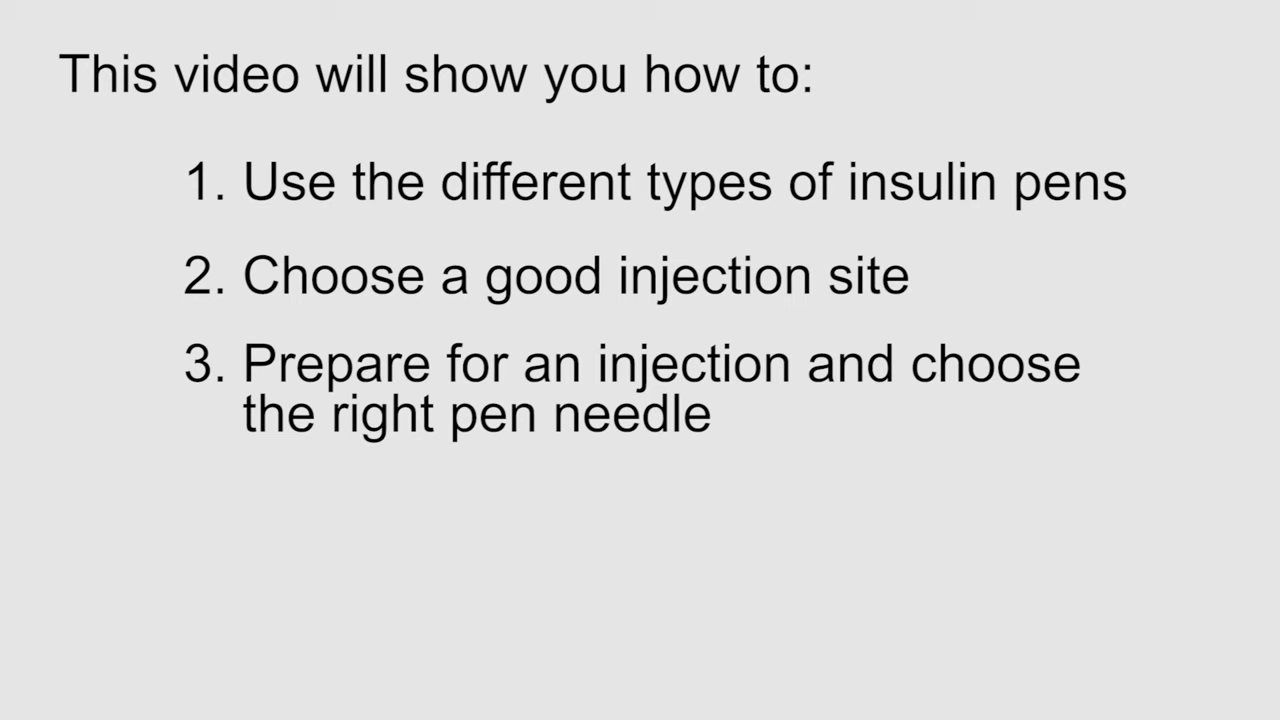 This video will show you how to:
1. Use the different types of insulin pens
2. Choose a good injection site
3. Prepare for an injection and choose
the right pen needle